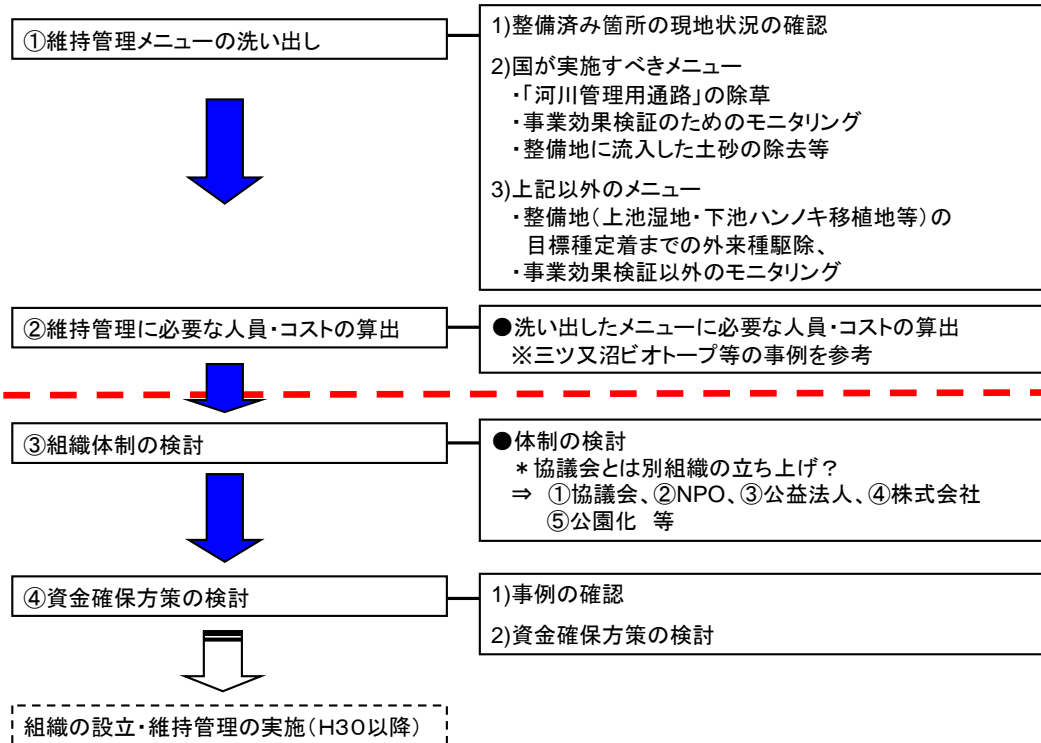 ①維持管理メニューの洗い出し
1)整備済み箇所の現地状況の確認
2)国が実施すべきメニュー
・「河川管理用通路」の除草
・事業効果検証のためのモニタリング
・整備地に流入した土砂の除去等
3)上記以外のメニュー
・整備地(上池湿地・下池ハンノキ移植地等)の
目標種定着までの外来種駆除、
・事業効果検証以外のモニタリング
②維持管理に必要な人員・コストの算出
●洗い出したメニューに必要な人員・コストの算出
※三ツ又沼ビオトープ等の事例を参考
③組織体制の検討
●体制の検討
＊協議会とは別組織の立ち上げ？
⇒ ①協議会、②NPO、③公益法人、④株式会社
⑤公園化 等
④資金確保方策の検討
1)事例の確認
2)資金確保方策の検討
組織の設立・維持管理の実施(H30以降)